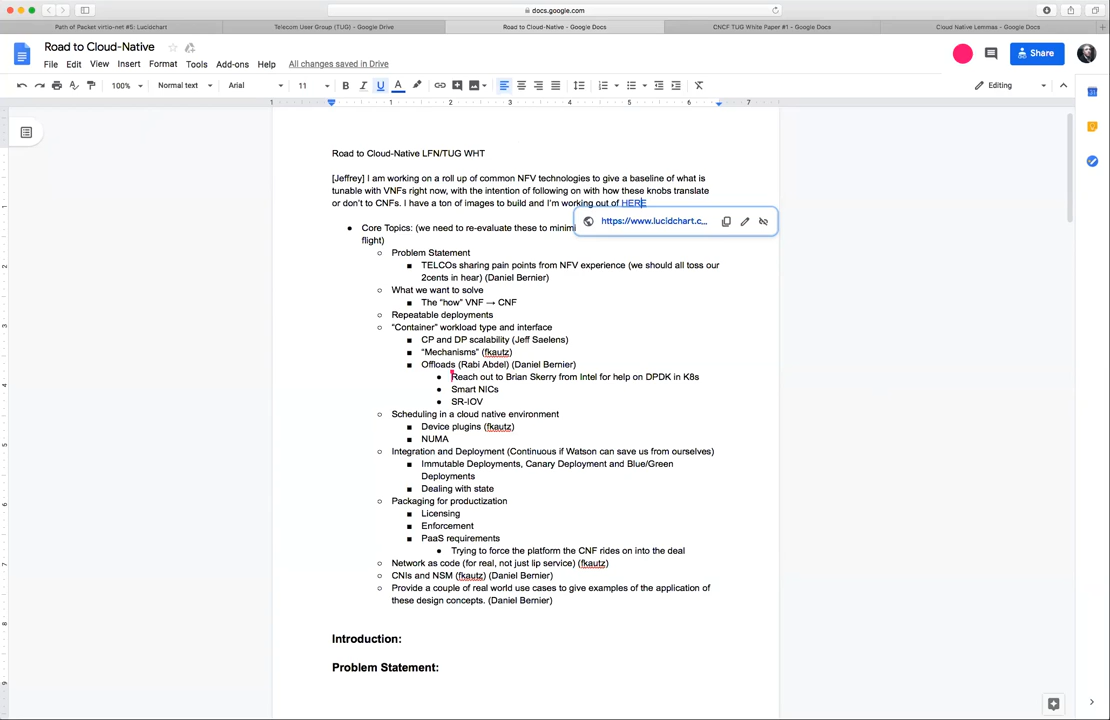 docs.google.com
Path of Packet virtio-net #5: Lucidchart
Telecom User Group (TUG) - Google Drive
Road to Cloud-Native - Google Docs
CNCF TUG White Paper #1 - Google Docs
Cloud Native Lemmas - Google Docs
Road to Cloud-Native
File Edit View Insert Format Tools Add-ons Help All changes saved in Drive
Share
100% Normal text Arial 11 B I U A Editing
1 1 2 3 4 5 6 7
Road to Cloud-Native LFN/TUG WHT
[Jeffrey] I am working on a roll up of common NFV technologies to give a baseline of what is
tunable with VNFs right now, with the intention of following on with how these knobs translate
or don't to CNFs. I have a ton of images to build and I'm working out of HERE
https://www.lucidchart.c...
● Core Topics: (we need to re-evaluate these to minimi
flight)
○ Problem Statement
■ TELCOs sharing pain points from NFV experience (we should all toss our
2cents in hear) (Daniel Bernier)
○ What we want to solve
■ The "how" VNF → CNF
○ Repeatable deployments
○ "Container" workload type and interface
■ CP and DP scalability (Jeff Saelens)
■ "Mechanisms" (fkautz)
■ Offloads (Rabi Abdel) (Daniel Bernier)
● Reach out to Brian Skerry from Intel for help on DPDK in K8s
● Smart NICs
● SR-IOV
○ Scheduling in a cloud native environment
■ Device plugins (fkautz)
■ NUMA
○ Integration and Deployment (Continuous if Watson can save us from ourselves)
■ Immutable Deployments, Canary Deployment and Blue/Green
Deployments
■ Dealing with state
○ Packaging for productization
■ Licensing
■ Enforcement
■ PaaS requirements
● Trying to force the platform the CNF rides on into the deal
○ Network as code (for real, not just lip service) (fkautz)
○ CNIs and NSM (fkautz) (Daniel Bernier)
○ Provide a couple of real world use cases to give examples of the application of
these design concepts. (Daniel Bernier)
Introduction:
Problem Statement: